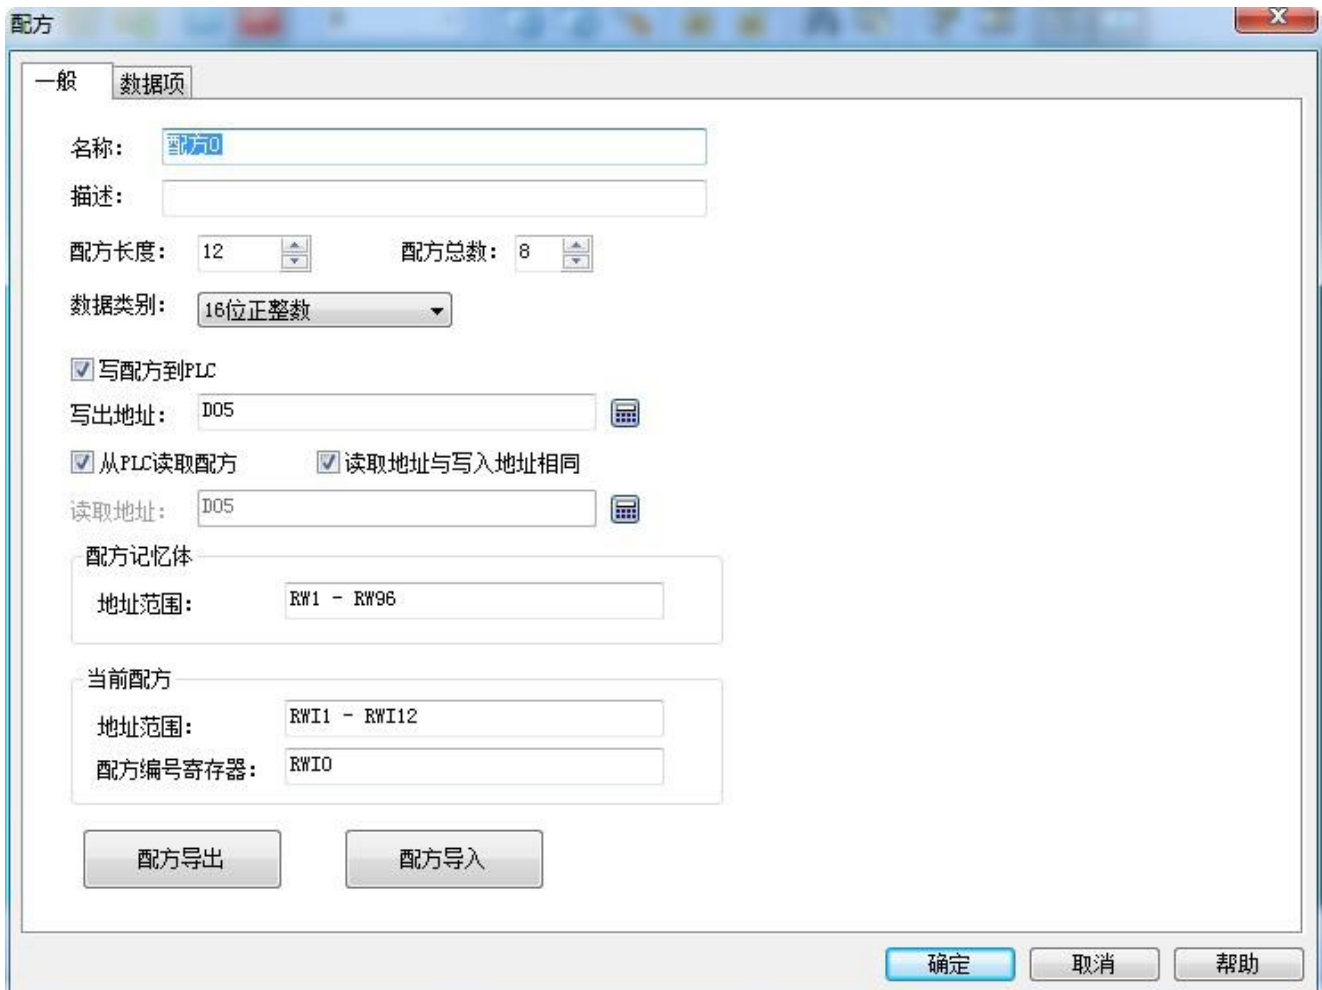 配方
一般 数据项
名称： 配方0
描述：
配方长度： 12 配方总数： 8
数据类别： 16位正整数
写配方到PLC
写出地址： D05
从PLC读取配方 读取地址与写入地址相同
读取地址： D05
配方记忆体
地址范围： RW1 - RW96
当前配方
地址范围： RWI1 - RWI12
配方编号寄存器： RWI0
配方导出 配方导入
确定 取消 帮助